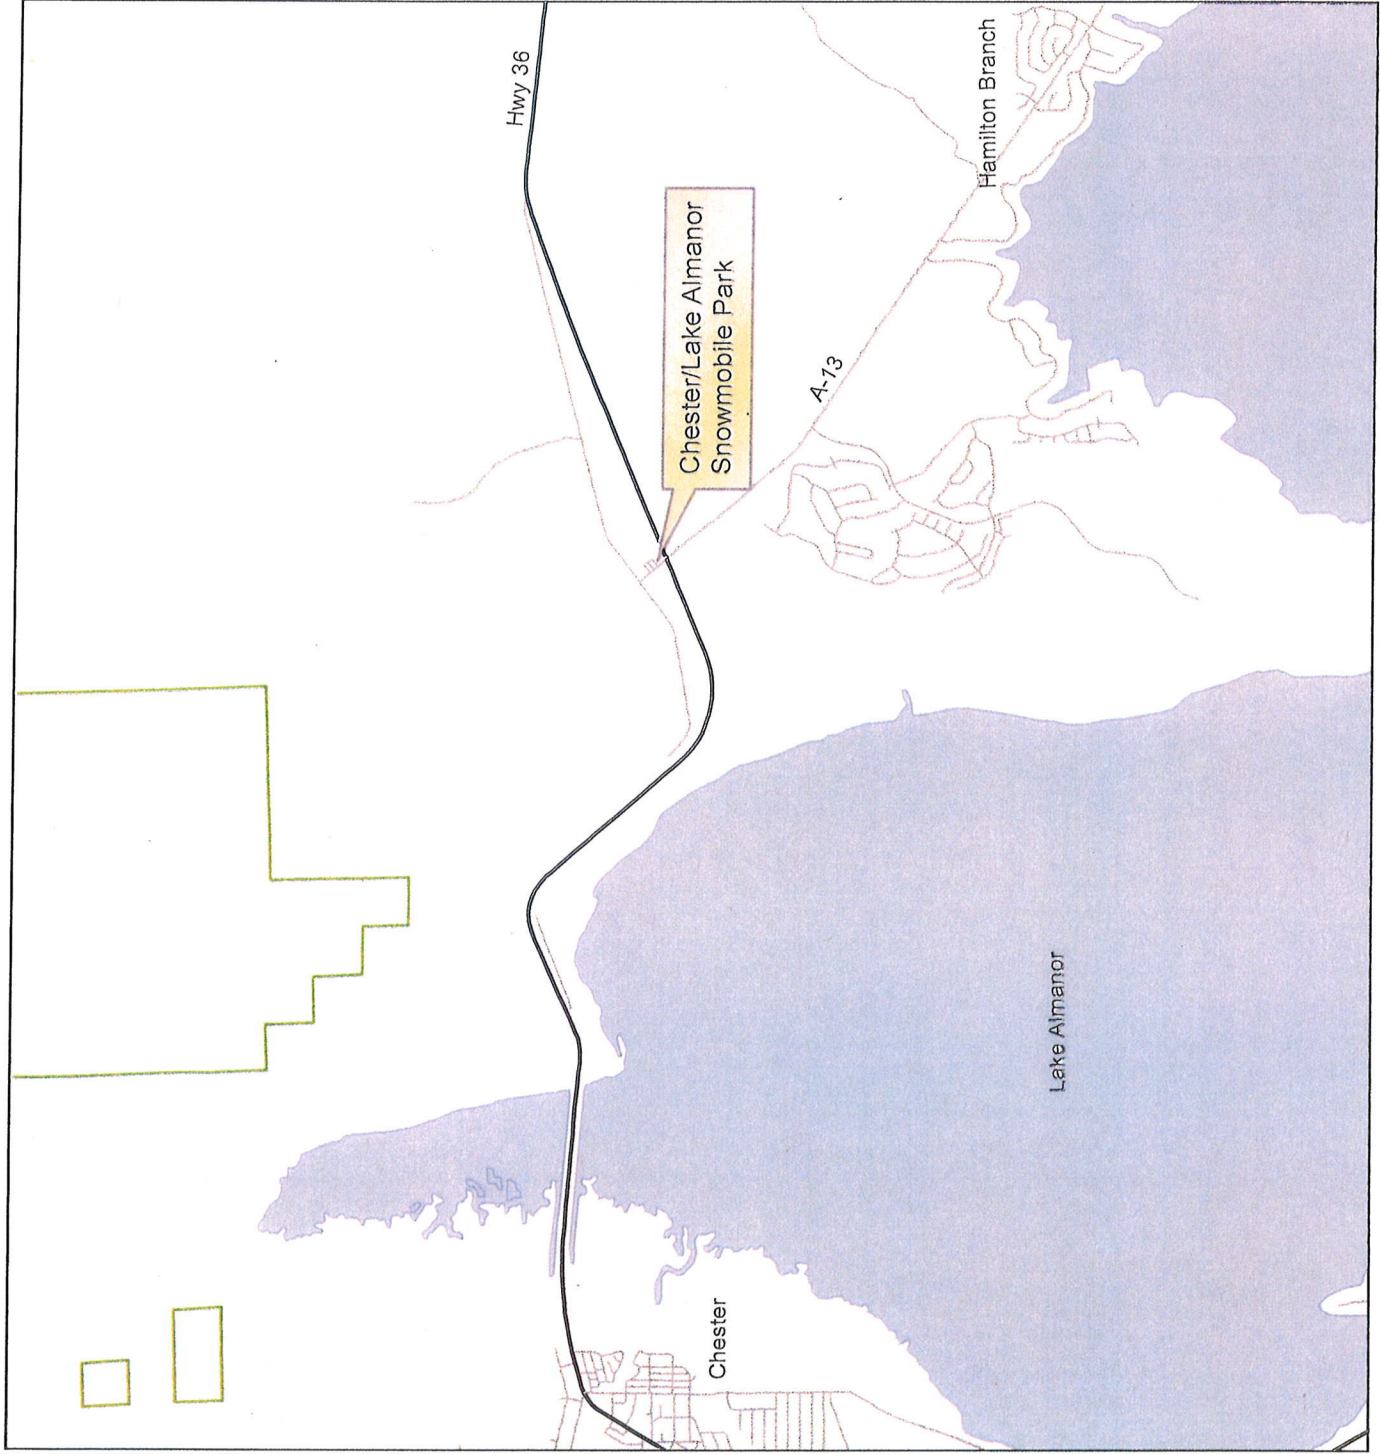 Hwy 36
Chester/Lake Almanor
Snowmobile Park
Hamilton Branch
A-13
Lake Almanor
Chester